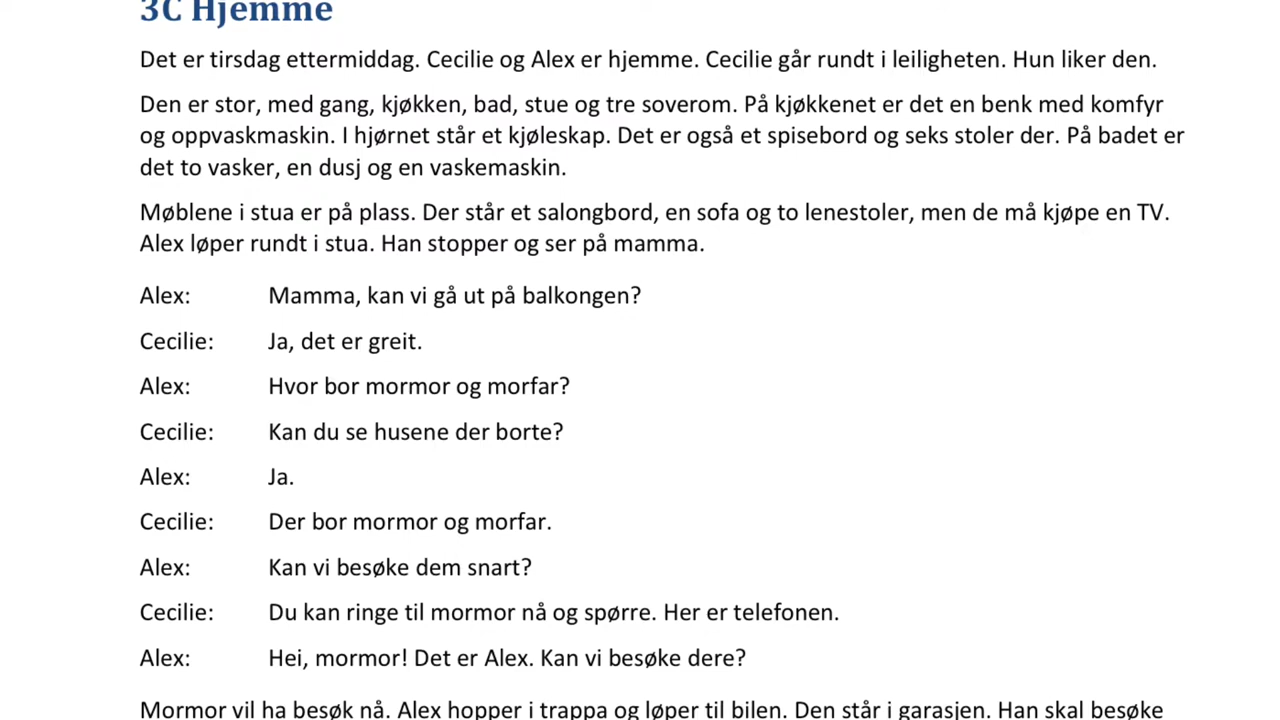 3C Hjemme
Det er tirsdag ettermiddag. Cecilie og Alex er hjemme. Cecilie går rundt i leiligheten. Hun liker den.
Den er stor, med gang, kjøkken, bad, stue og tre soverom. På kjøkkenet er det en benk med komfyr
og oppvaskmaskin. I hjørnet står et kjøleskap. Det er også et spisebord og seks stoler der. På badet er
det to vasker, en dusj og en vaskemaskin.
Møblene i stua er på plass. Der står et salongbord, en sofa og to lenestoler, men de må kjøpe en TV.
Alex løper rundt i stua. Han stopper og ser på mamma.
Alex: Mamma, kan vi gå ut på balkongen?
Cecilie: Ja, det er greit.
Alex: Hvor bor mormor og morfar?
Cecilie: Kan du se husene der borte?
Alex: Ja.
Cecilie: Der bor mormor og morfar.
Alex: Kan vi besøke dem snart?
Cecilie: Du kan ringe til mormor nå og spørre. Her er telefonen.
Alex: Hei, mormor! Det er Alex. Kan vi besøke dere?
Mormor vil ha besøk nå. Alex hopper i trappa og løper til bilen. Den står i garasjen. Han skal besøke